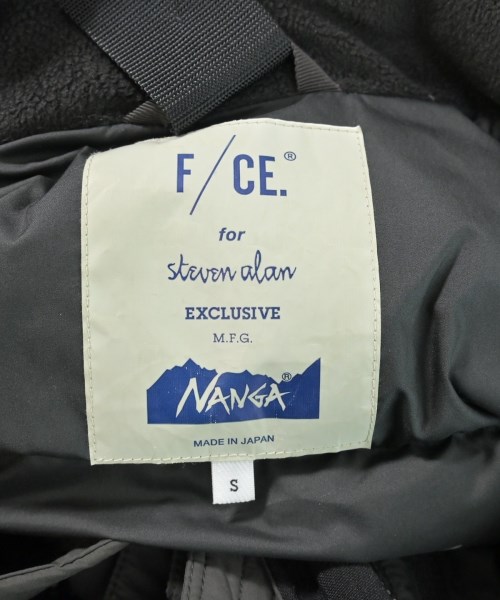 F/CE.®
for
steven alan
EXCLUSIVE
M.F.G.
NANGA®
MADE IN JAPAN
S